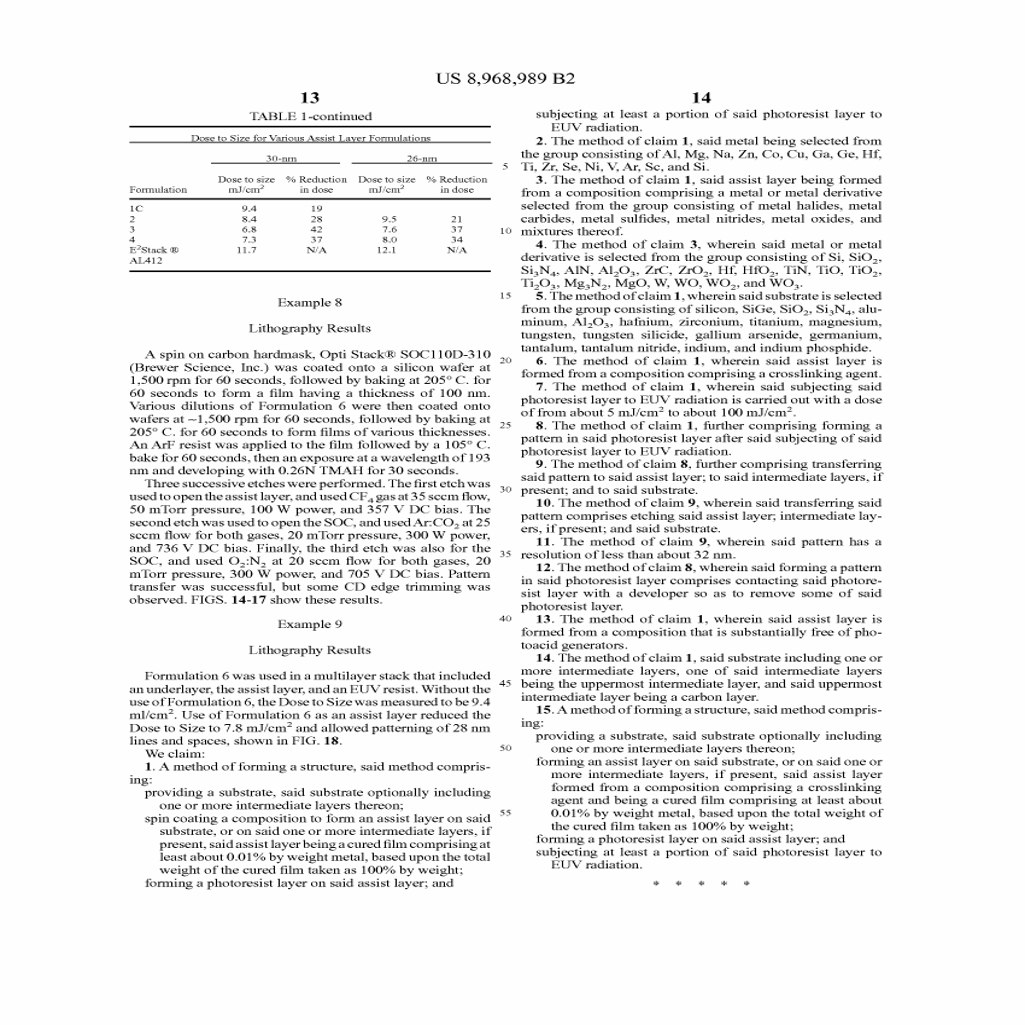 US 8,968,989 B2
13
TABLE 1-continued
Dose to Size for Various Assist Layer Formulations
30-nm 26-nm
Dose to size % Reduction Dose to size % Reduction
Formulation mJ/cm² in dose mJ/cm² in dose
1C 9.4 19
2 8.4 28 9.5 21
3 6.8 42 7.6 37
4 7.3 37 8.0 34
E²Stack ® 11.7 N/A 12.1 N/A
AL412
Example 8
Lithography Results
A spin on carbon hardmask, Opti Stack® SOC110D-310
(Brewer Science, Inc.) was coated onto a silicon wafer at
1,500 rpm for 60 seconds, followed by baking at 205° C. for
60 seconds to form a film having a thickness of 100 nm.
Various dilutions of Formulation 6 were then coated onto
wafers at ~1,500 rpm for 60 seconds, followed by baking at
205° C. for 60 seconds to form films of various thicknesses.
An ArF resist was applied to the film followed by a 105° C.
bake for 60 seconds, then an exposure at a wavelength of 193
nm and developing with 0.26N TMAH for 30 seconds.
Three successive etches were performed. The first etch was
used to open the assist layer, and used CF₄ gas at 35 sccm flow,
50 mTorr pressure, 100 W power, and 357 V DC bias. The
second etch was used to open the SOC, and used Ar:CO₂ at 25
sccm flow for both gases, 20 mTorr pressure, 300 W power,
and 736 V DC bias. Finally, the third etch was also for the
SOC, and used O₂:N₂ at 20 sccm flow for both gases, 20
mTorr pressure, 300 W power, and 705 V DC bias. Pattern
transfer was successful, but some CD edge trimming was
observed. FIGS. 14-17 show these results.
Example 9
Lithography Results
Formulation 6 was used in a multilayer stack that included
an underlayer, the assist layer, and an EUV resist. Without the
use of Formulation 6, the Dose to Size was measured to be 9.4
ml/cm². Use of Formulation 6 as an assist layer reduced the
Dose to Size to 7.8 mJ/cm² and allowed patterning of 28 nm
lines and spaces, shown in FIG. 18.
We claim:
1. A method of forming a structure, said method compris-
ing:
providing a substrate, said substrate optionally including
one or more intermediate layers thereon;
spin coating a composition to form an assist layer on said
substrate, or on said one or more intermediate layers, if
present, said assist layer being a cured film comprising at
least about 0.01% by weight metal, based upon the total
weight of the cured film taken as 100% by weight;
forming a photoresist layer on said assist layer; and
5
10
15
20
25
30
35
40
45
50
55
14
subjecting at least a portion of said photoresist layer to
EUV radiation.
2. The method of claim 1, said metal being selected from
the group consisting of Al, Mg, Na, Zn, Co, Cu, Ga, Ge, Hf,
Ti, Zr, Se, Ni, V, Ar, Sc, and Si.
3. The method of claim 1, said assist layer being formed
from a composition comprising a metal or metal derivative
selected from the group consisting of metal halides, metal
carbides, metal sulfides, metal nitrides, metal oxides, and
mixtures thereof.
4. The method of claim 3, wherein said metal or metal
derivative is selected from the group consisting of Si, SiO₂,
Si₃N₄, AlN, Al₂O₃, ZrC, ZrO₂, Hf, HfO₂, TiN, TiO, TiO₂,
Ti₂O₃, Mg₃N₂, MgO, W, WO, WO₂, and WO₃.
5. The method of claim 1, wherein said substrate is selected
from the group consisting of silicon, SiGe, SiO₂, Si₃N₄, alu-
minum, Al₂O₃, hafnium, zirconium, titanium, magnesium,
tungsten, tungsten silicide, gallium arsenide, germanium,
tantalum, tantalum nitride, indium, and indium phosphide.
6. The method of claim 1, wherein said assist layer is
formed from a composition comprising a crosslinking agent.
7. The method of claim 1, wherein said subjecting said
photoresist layer to EUV radiation is carried out with a dose
of from about 5 mJ/cm² to about 100 mJ/cm².
8. The method of claim 1, further comprising forming a
pattern in said photoresist layer after said subjecting of said
photoresist layer to EUV radiation.
9. The method of claim 8, further comprising transferring
said pattern to said assist layer; to said intermediate layers, if
present; and to said substrate.
10. The method of claim 9, wherein said transferring said
pattern comprises etching said assist layer; intermediate lay-
ers, if present; and said substrate.
11. The method of claim 9, wherein said pattern has a
resolution of less than about 32 nm.
12. The method of claim 8, wherein said forming a pattern
in said photoresist layer comprises contacting said photore-
sist layer with a developer so as to remove some of said
photoresist layer.
13. The method of claim 1, wherein said assist layer is
formed from a composition that is substantially free of pho-
toacid generators.
14. The method of claim 1, said substrate including one or
more intermediate layers, one of said intermediate layers
being the uppermost intermediate layer, and said uppermost
intermediate layer being a carbon layer.
15. A method of forming a structure, said method compris-
ing:
providing a substrate, said substrate optionally including
one or more intermediate layers thereon;
forming an assist layer on said substrate, or on said one or
more intermediate layers, if present, said assist layer
formed from a composition comprising a crosslinking
agent and being a cured film comprising at least about
0.01% by weight metal, based upon the total weight of
the cured film taken as 100% by weight;
forming a photoresist layer on said assist layer; and
subjecting at least a portion of said photoresist layer to
EUV radiation.
* * * * *